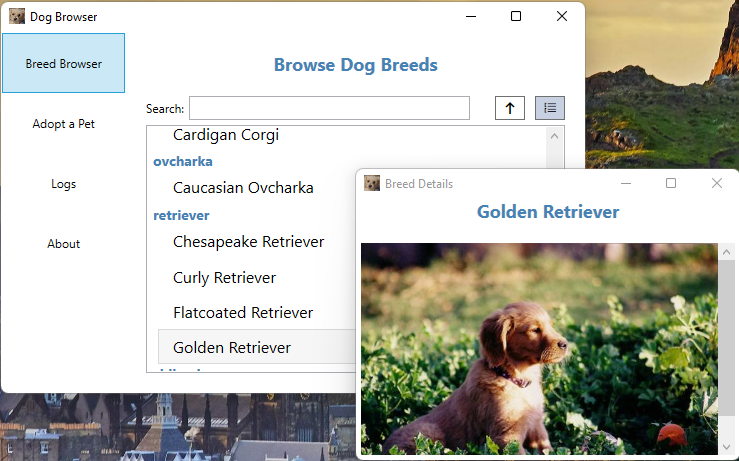 Dog Browser
Breed Browser
Adopt a Pet
Logs
About
Browse Dog Breeds
Search:
Cardigan Corgi
ovcharka
Caucasian Ovcharka
retriever
Chesapeake Retriever
Curly Retriever
Flatcoated Retriever
Golden Retriever
Breed Details
Golden Retriever